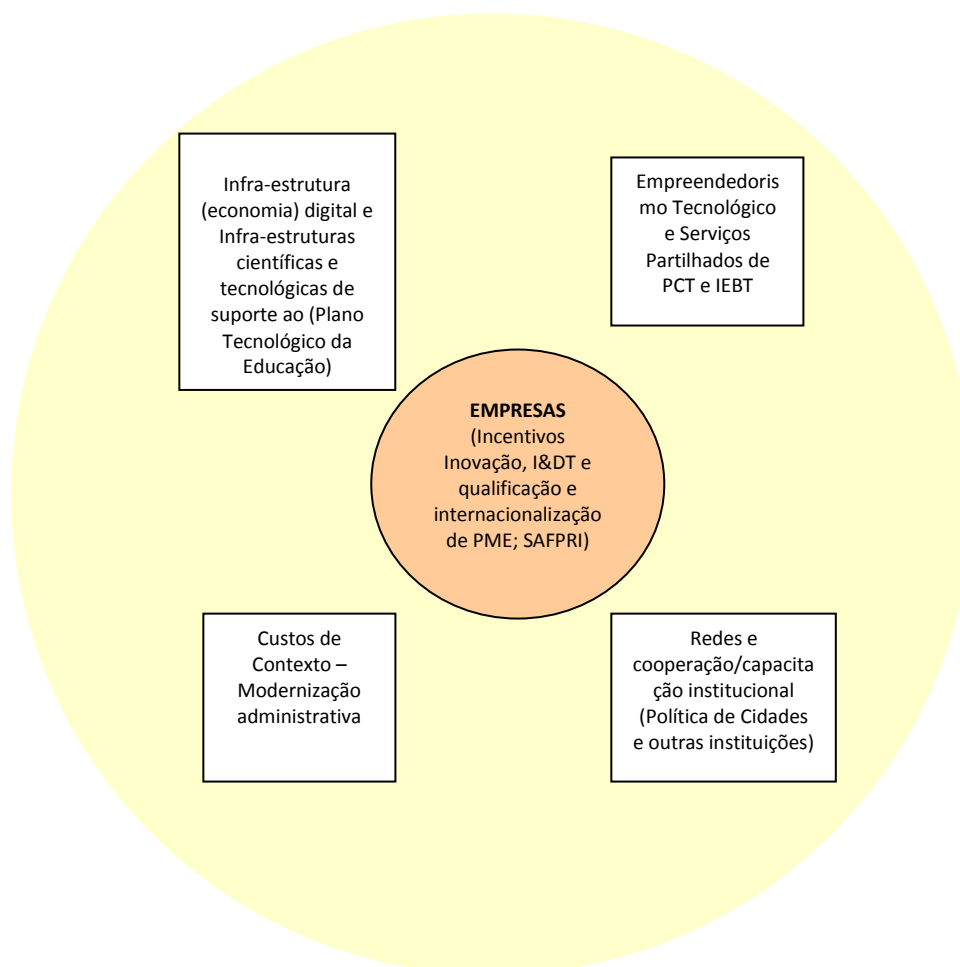 Infra-estrutura
(economia) digital e
Infra-estruturas
científicas e
tecnológicas de
suporte ao (Plano
Tecnológico da
Educação)
Empreendedoris
mo Tecnológico
e Serviços
Partilhados de
PCT e IEBT
EMPRESAS
(Incentivos
Inovação, I&DT e
qualificação e
internacionalização
de PME; SAFPRI)
Custos de
Contexto –
Modernização
administrativa
Redes e
cooperação/capacita
ção institucional
(Política de Cidades
e outras instituições)